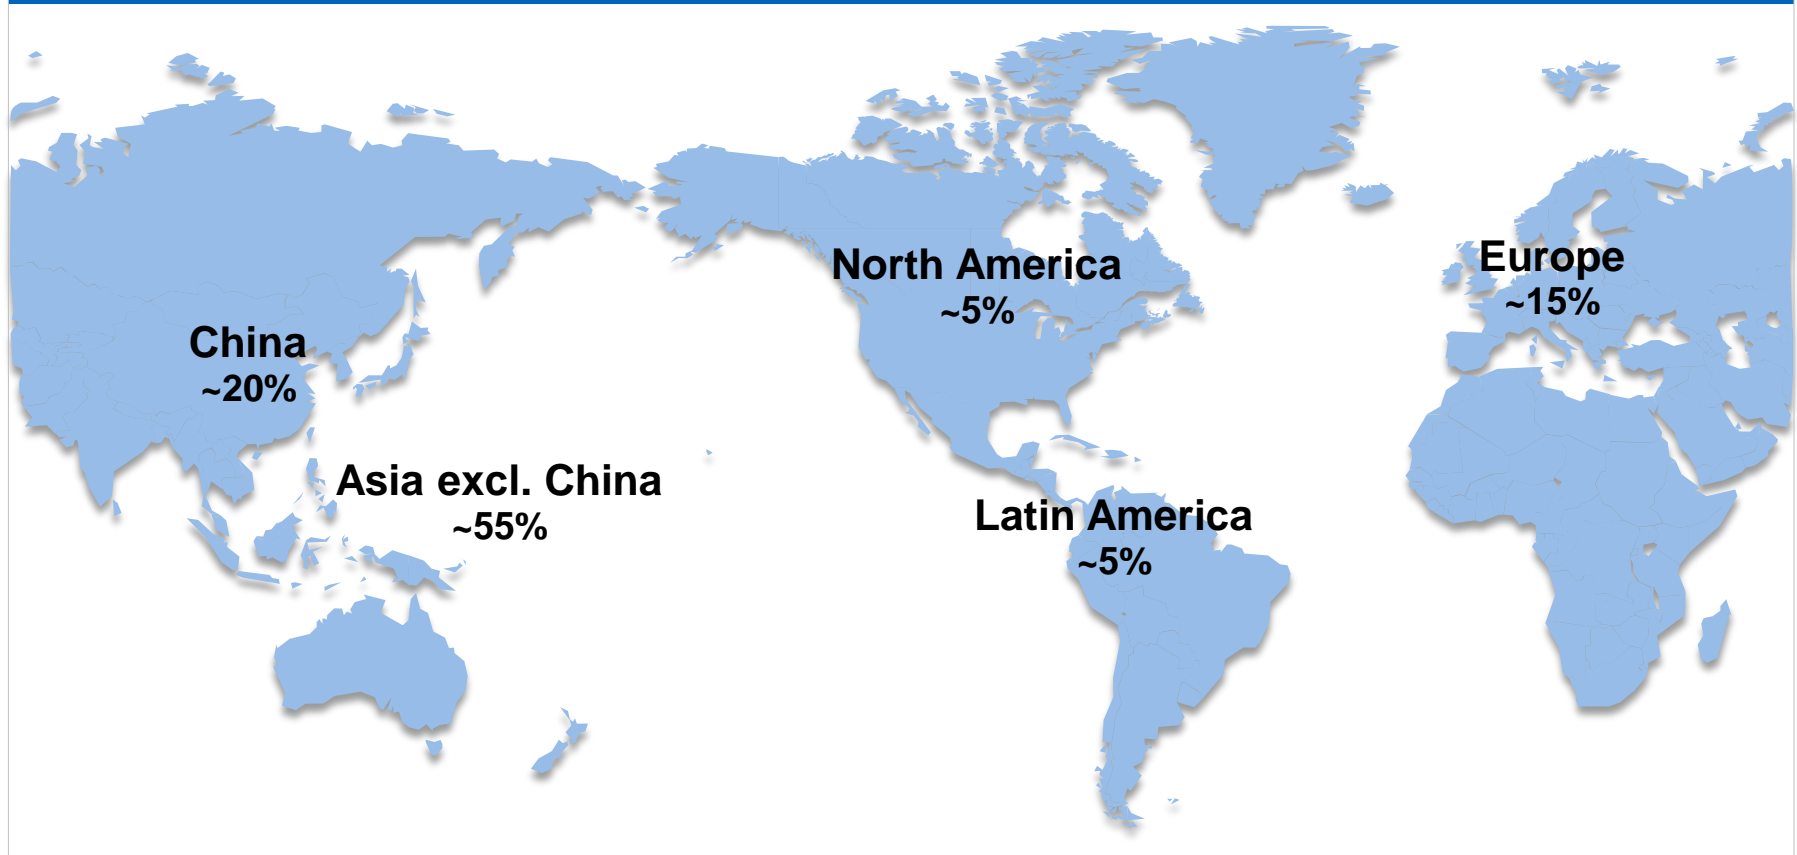 North America
~5%
Europe
~15%
China
~20%
Asia excl. China
~55%
Latin America
~5%